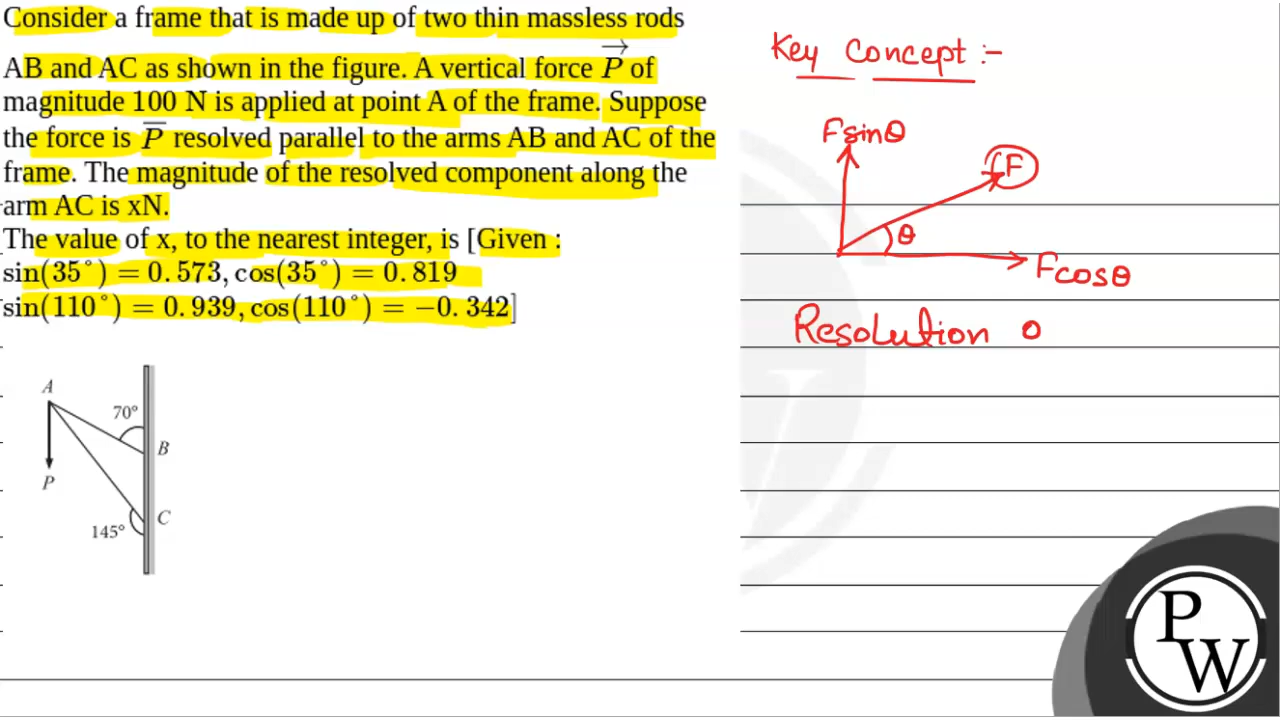 Consider a frame that is made up of two thin massless rods
AB and AC as shown in the figure. A vertical force $\overrightarrow{P}$ of
magnitude 100 N is applied at point A of the frame. Suppose
the force is $\overline{P}$ resolved parallel to the arms AB and AC of the
frame. The magnitude of the resolved component along the
arm AC is xN.
The value of x, to the nearest integer, is [Given :
sin(35°) = 0.573, cos(35°) = 0.819
sin(110°) = 0.939, cos(110°) = −0.342]
A
70°
B
P
C
145°
Key Concept :-
Fsinθ
F
θ
Fcosθ
Resolution o
P
W